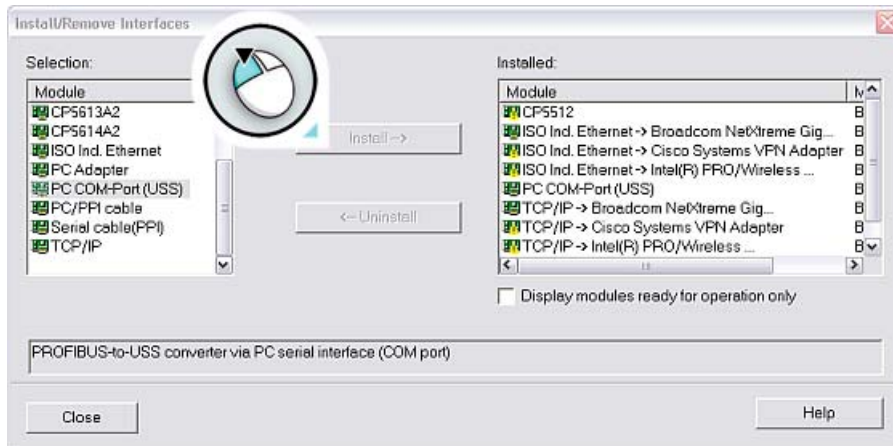 Install/Remove Interfaces
Selection:
Module
CP5613A2
CP5614A2
ISO Ind. Ethernet
PC Adapter
PC COM-Port (USS)
PC/PPI cable
Serial cable(PPI)
TCP/IP
Install -->
<-- Uninstall
Installed:
Module
CP5512
ISO Ind. Ethernet -> Broadcom NetXtreme Gig...
ISO Ind. Ethernet -> Cisco Systems VPN Adapter
ISO Ind. Ethernet -> Intel(R) PRO/Wireless ...
PC COM-Port (USS)
TCP/IP -> Broadcom NetXtreme Gig...
TCP/IP -> Cisco Systems VPN Adapter
TCP/IP -> Intel(R) PRO/Wireless ...
Display modules ready for operation only
PROFIBUS-to-USS converter via PC serial interface (COM port)
Close
Help